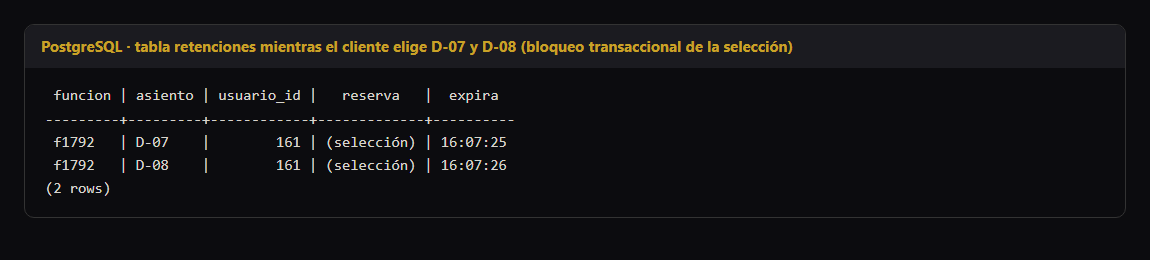 PostgreSQL · tabla retenciones mientras el cliente elige D-07 y D-08 (bloqueo transaccional de la selección)
 funcion | asiento | usuario_id |   reserva   |  expira
---------+---------+------------+-------------+----------
 f1792   | D-07    |        161 | (selección) | 16:07:25
 f1792   | D-08    |        161 | (selección) | 16:07:26
(2 rows)